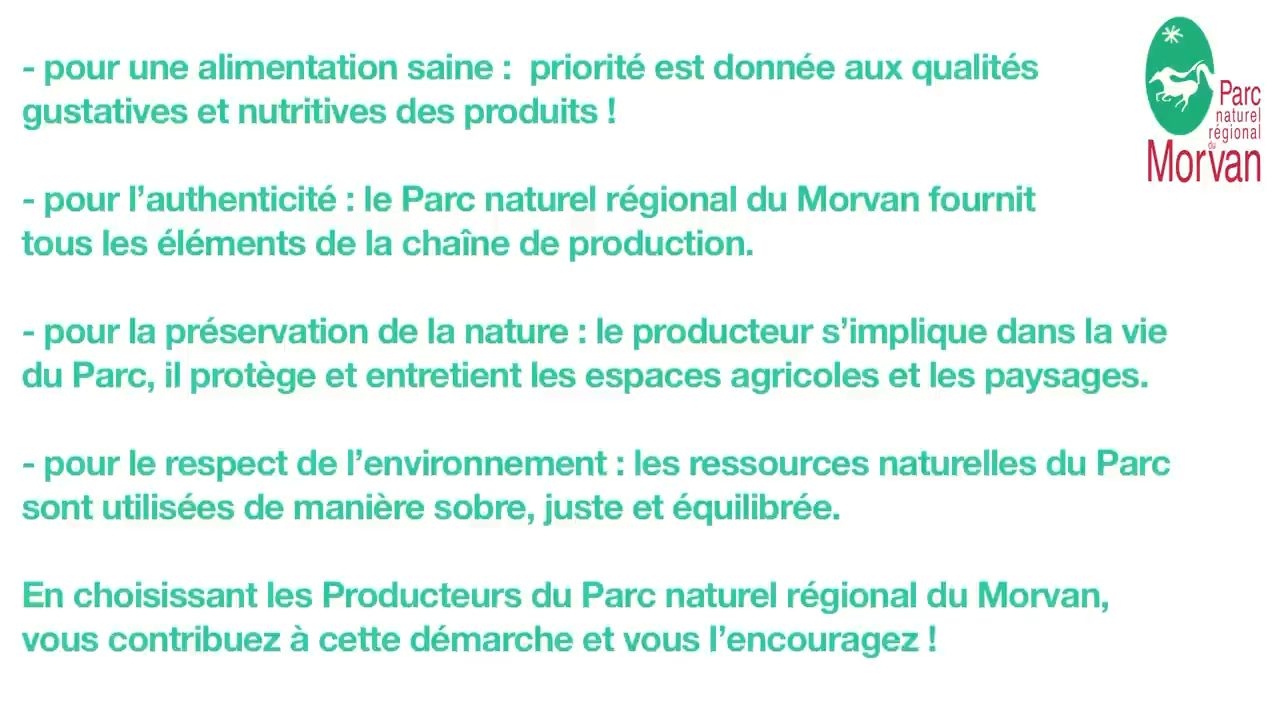 - pour une alimentation saine :  priorité est donnée aux qualités
gustatives et nutritives des produits !
- pour l’authenticité : le Parc naturel régional du Morvan fournit
tous les éléments de la chaîne de production.
- pour la préservation de la nature : le producteur s’implique dans la vie
du Parc, il protège et entretient les espaces agricoles et les paysages.
- pour le respect de l’environnement : les ressources naturelles du Parc
sont utilisées de manière sobre, juste et équilibrée.
En choisissant les Producteurs du Parc naturel régional du Morvan,
vous contribuez à cette démarche et vous l’encouragez !
Parc
naturel
régional
du
Morvan